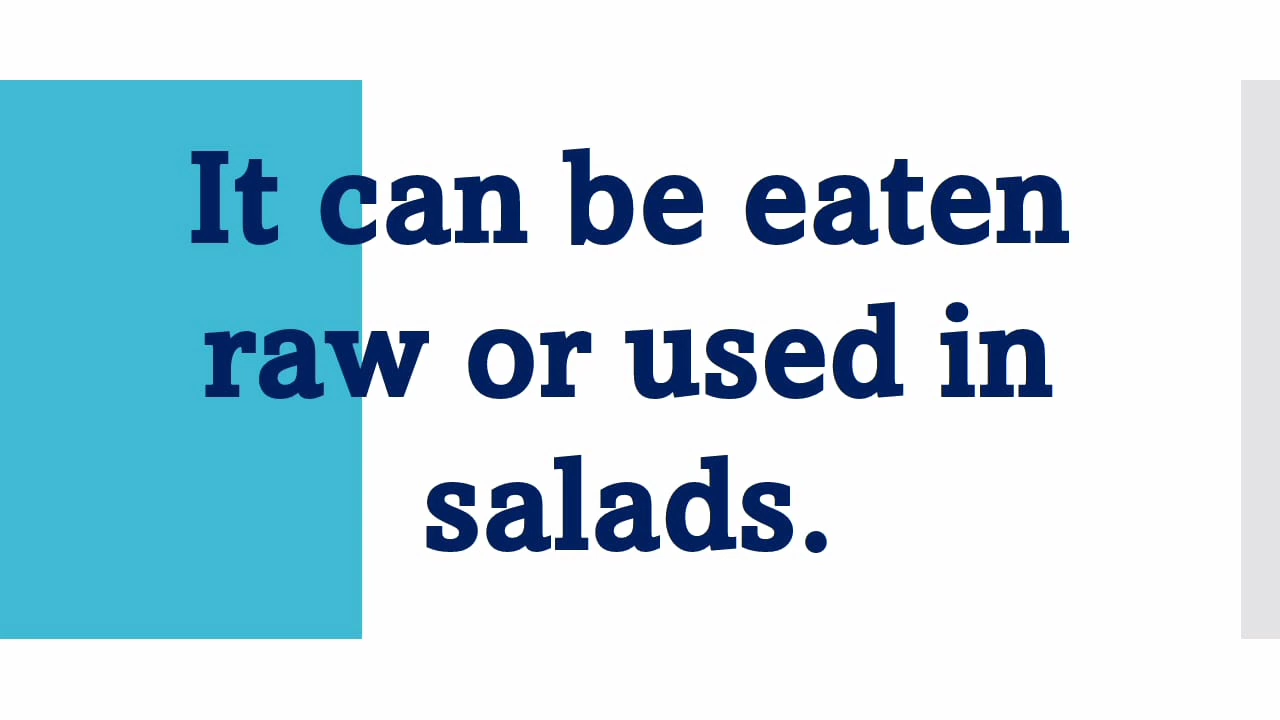 It can be eaten
raw or used in
salads.